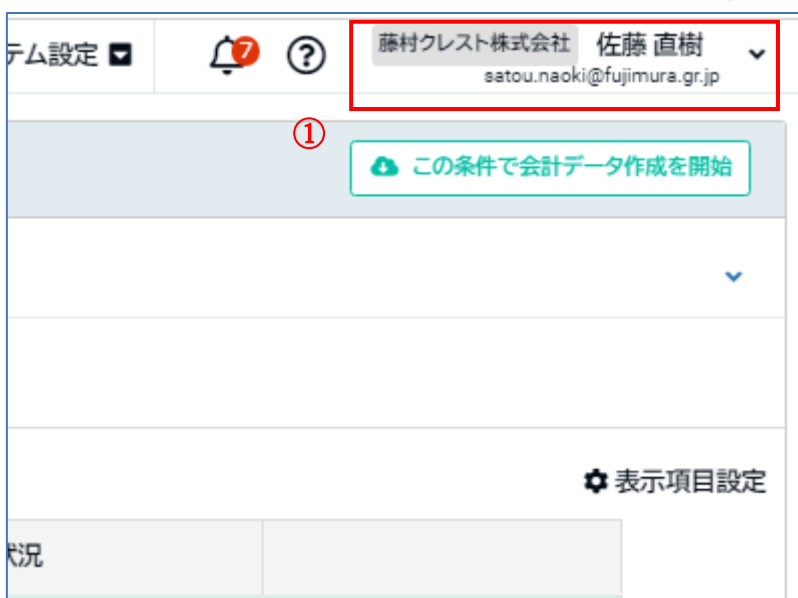 テム設定
7
藤村クレスト株式会社 佐藤 直樹
satou.naoki@fujimura.gr.jp
①
この条件で会計データ作成を開始
表示項目設定
状況